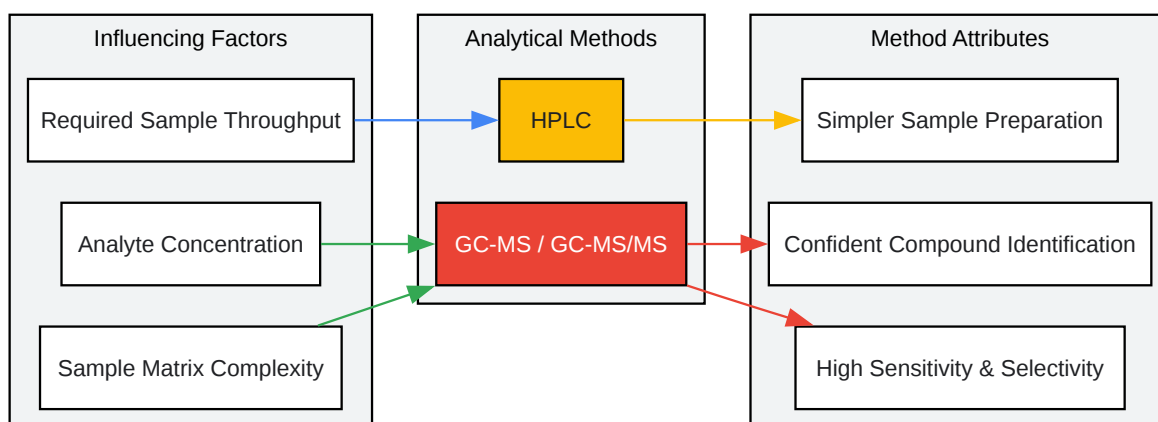 Influencing Factors
Required Sample Throughput
Analyte Concentration
Sample Matrix Complexity
Analytical Methods
HPLC
GC-MS / GC-MS/MS
Method Attributes
Simpler Sample Preparation
Confident Compound Identification
High Sensitivity & Selectivity